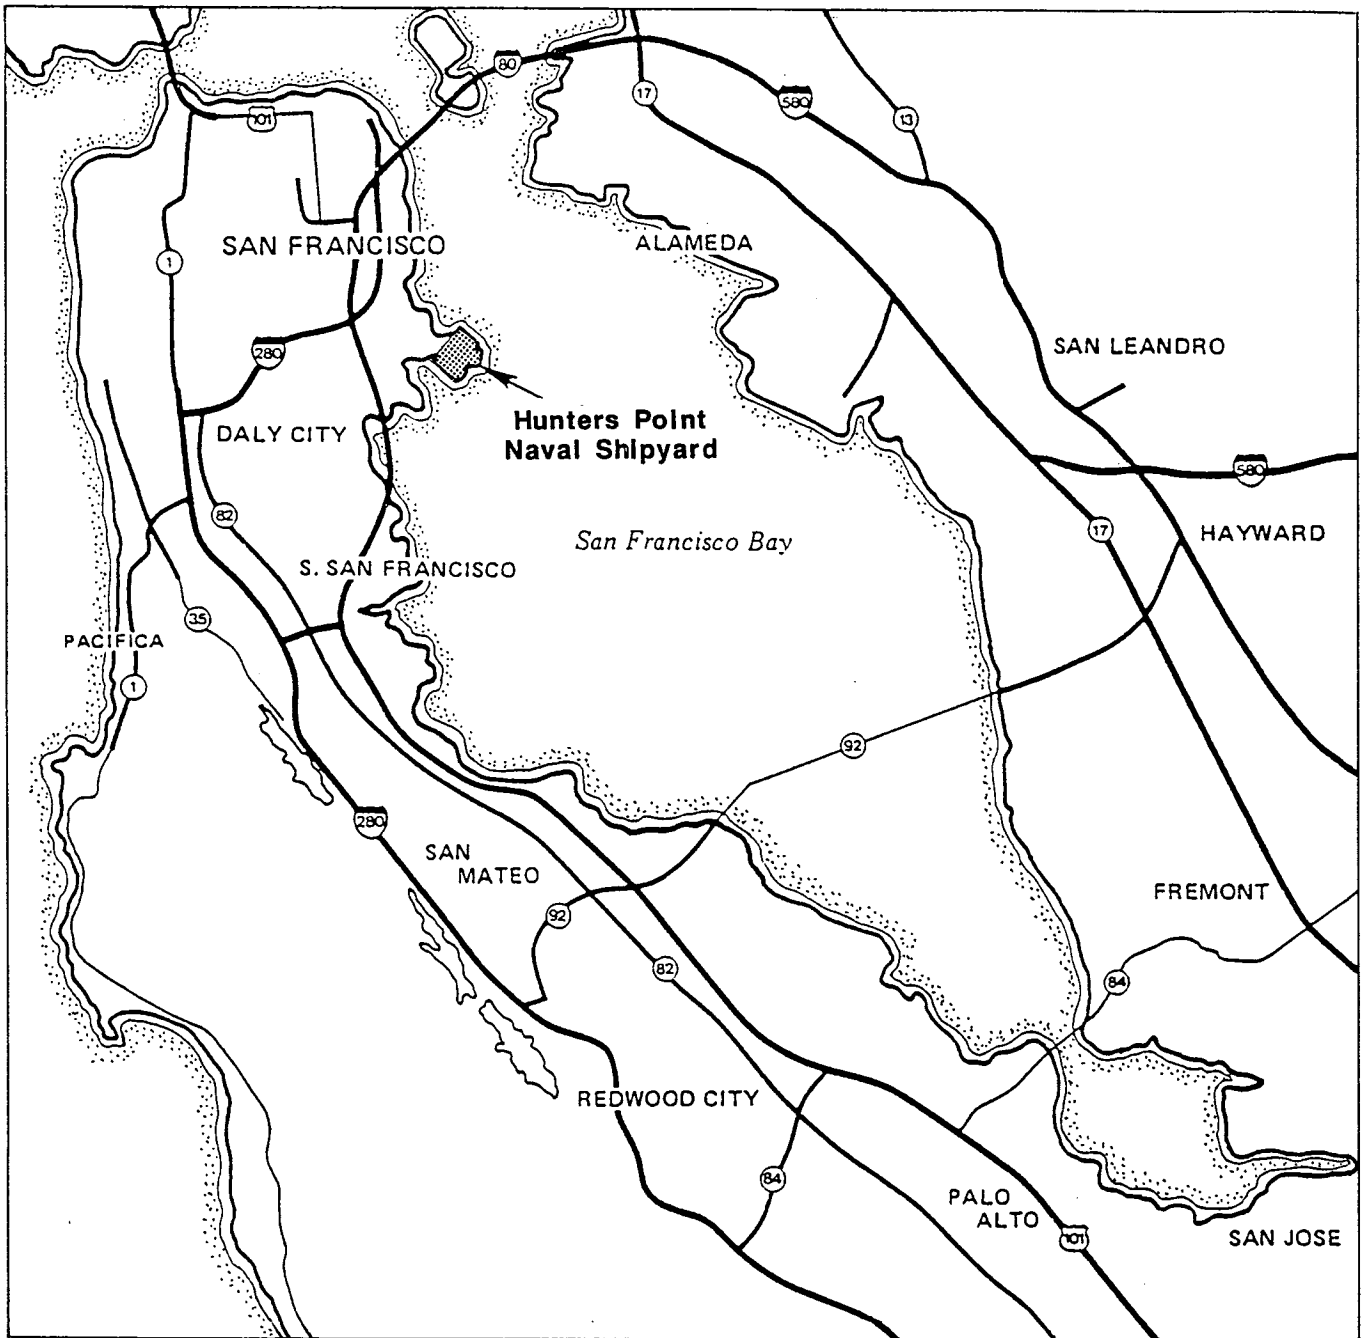 80
17
580
13
101
SAN FRANCISCO
ALAMEDA
1
280
SAN LEANDRO
Hunters Point
Naval Shipyard
DALY CITY
580
82
17
HAYWARD
San Francisco Bay
S. SAN FRANCISCO
35
PACIFICA
1
92
280
SAN
MATEO
FREMONT
92
82
84
REDWOOD CITY
84
PALO
ALTO
101
SAN JOSE